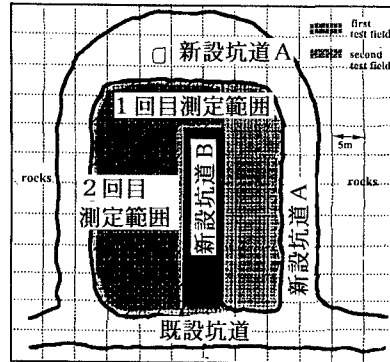 first
test field
second
test field
新設坑道A
1回目測定範囲
5m
rocks
rocks
2回目
測定範囲
新設坑道B
新設坑道A
既設坑道